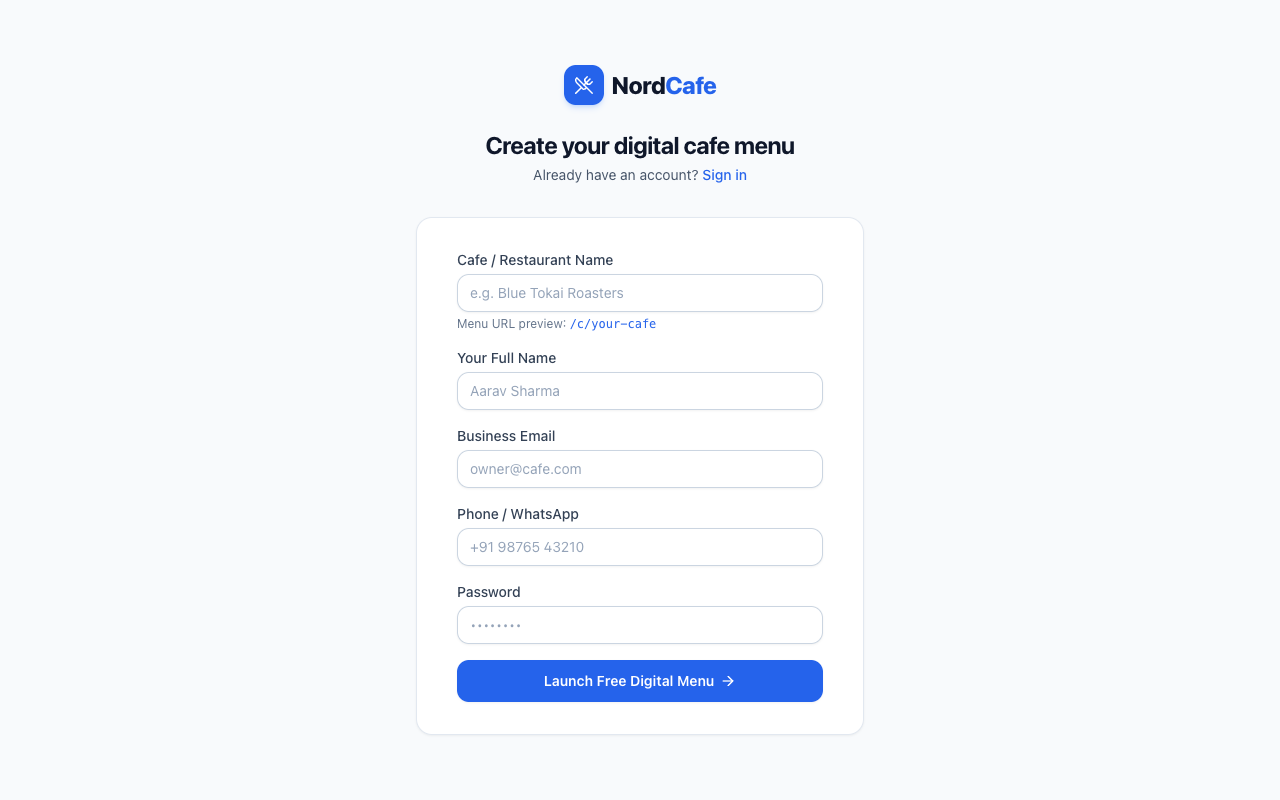 NordCafe
Create your digital cafe menu
Already have an account? Sign in
Cafe / Restaurant Name
e.g. Blue Tokai Roasters
Menu URL preview: /c/your-cafe
Your Full Name
Aarav Sharma
Business Email
owner@cafe.com
Phone / WhatsApp
+91 98765 43210
Password
••••••••
Launch Free Digital Menu →